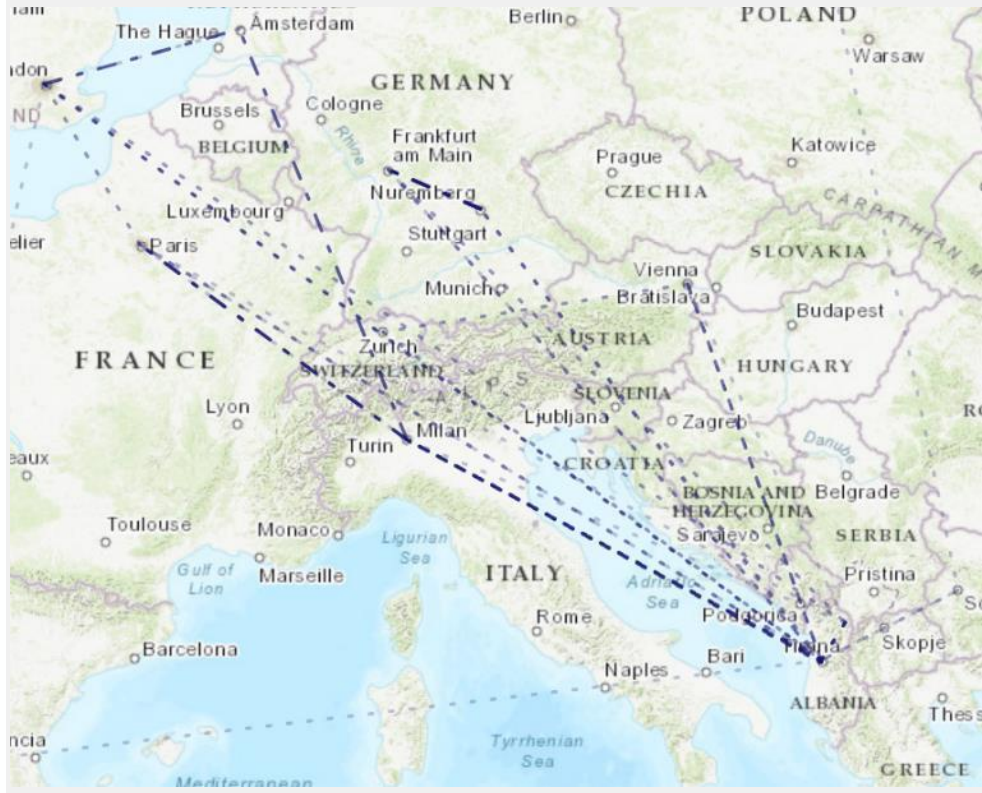 Amsterdam
Berlin
POLAND
The Hague
Warsaw
GERMANY
Cologne
Brussels
BELGIUM
Rhine
Frankfurt
am Main
Prague
Katowice
CZECHIA
Nuremberg
Luxembourg
CARPATHIAN M
Paris
Stuttgart
SLOVAKIA
Vienna
Munich
Bratislava
Budapest
AUSTRIA
Zurich
FRANCE
SWITZERLAND
HUNGARY
A L P S
SLOVENIA
Lyon
Ljubljana
Zagreb
Milan
Turin
Danube
CROATIA
Belgrade
BOSNIA AND
HERZEGOVINA
Toulouse
Monaco
Ligurian
Sea
Sarajevo
SERBIA
Gulf of
Lion
Marseille
ITALY
Adriatic
Sea
Pristina
Rome
Podgorica
Skopje
Barcelona
Tirana
Naples
Bari
ALBANIA
Tyrrhenian
Sea
GREECE
Mediterranean